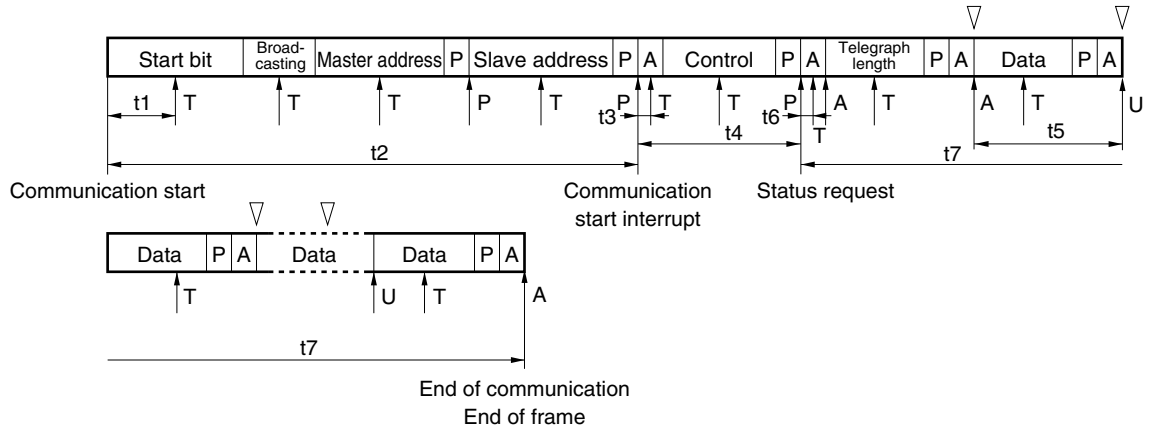 Start bit Broad-casting Master address P Slave address P A Control P A Telegraph length P A Data P A
t1 T T T P T P t3 T T P t6 T A T A T U
t2 t4 t7 t5
Communication start
Communication
start interrupt
Status request
Data P A Data Data P A
T U T A
t7
End of communication
End of frame